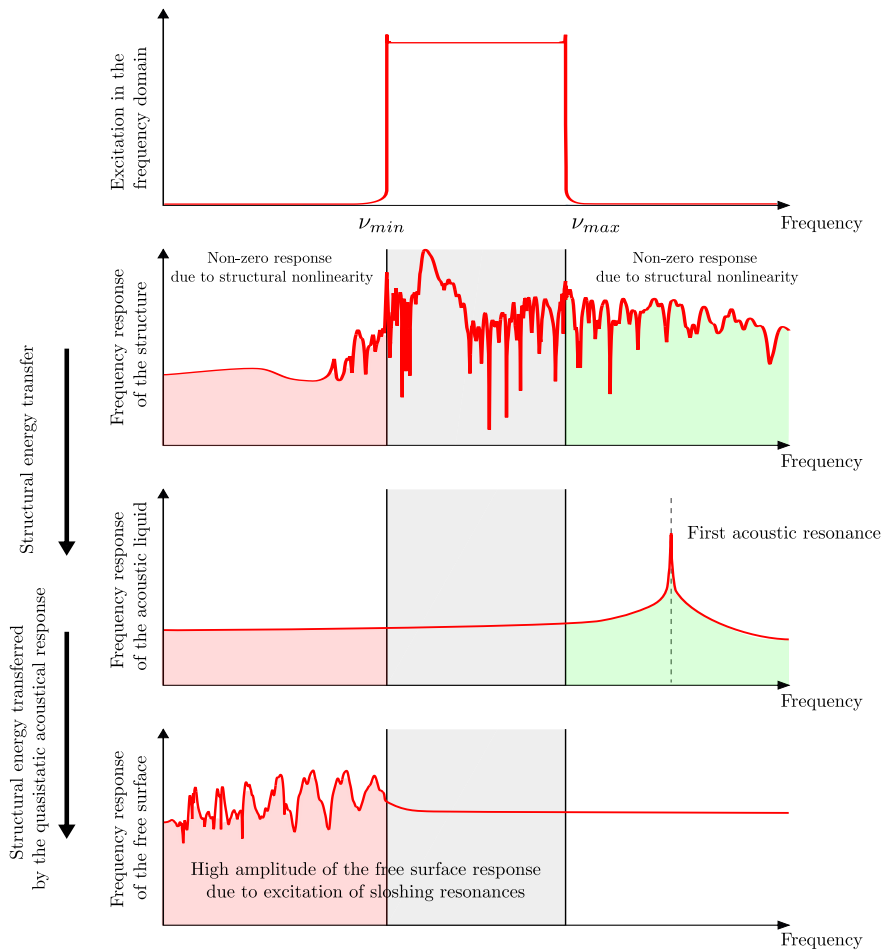 Excitation in the
frequency domain
ν_min
ν_max
Frequency
Non-zero response
due to structural nonlinearity
Non-zero response
due to structural nonlinearity
Frequency response
of the structure
Frequency
Structural energy transfer
Frequency response
of the acoustic liquid
First acoustic resonance
Frequency
Structural energy transferred
by the quasistatic acoustical response
Frequency response
of the free surface
High amplitude of the free surface response
due to excitation of sloshing resonances
Frequency